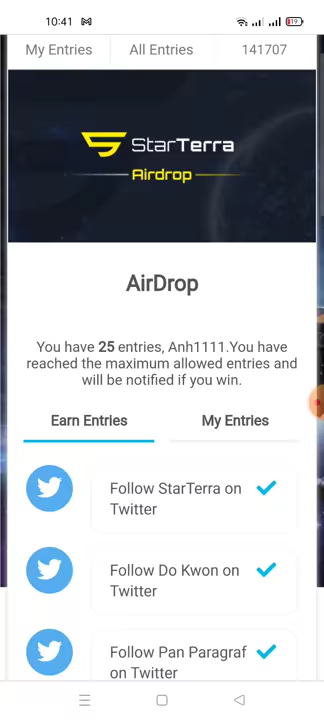 10:41
19
My Entries All Entries 141707
StarTerra
Airdrop
AirDrop
You have 25 entries, Anh1111.You have
reached the maximum allowed entries and
will be notified if you win.
Earn Entries My Entries
Follow StarTerra on
Twitter
Follow Do Kwon on
Twitter
Follow Pan Paragraf
on Twitter